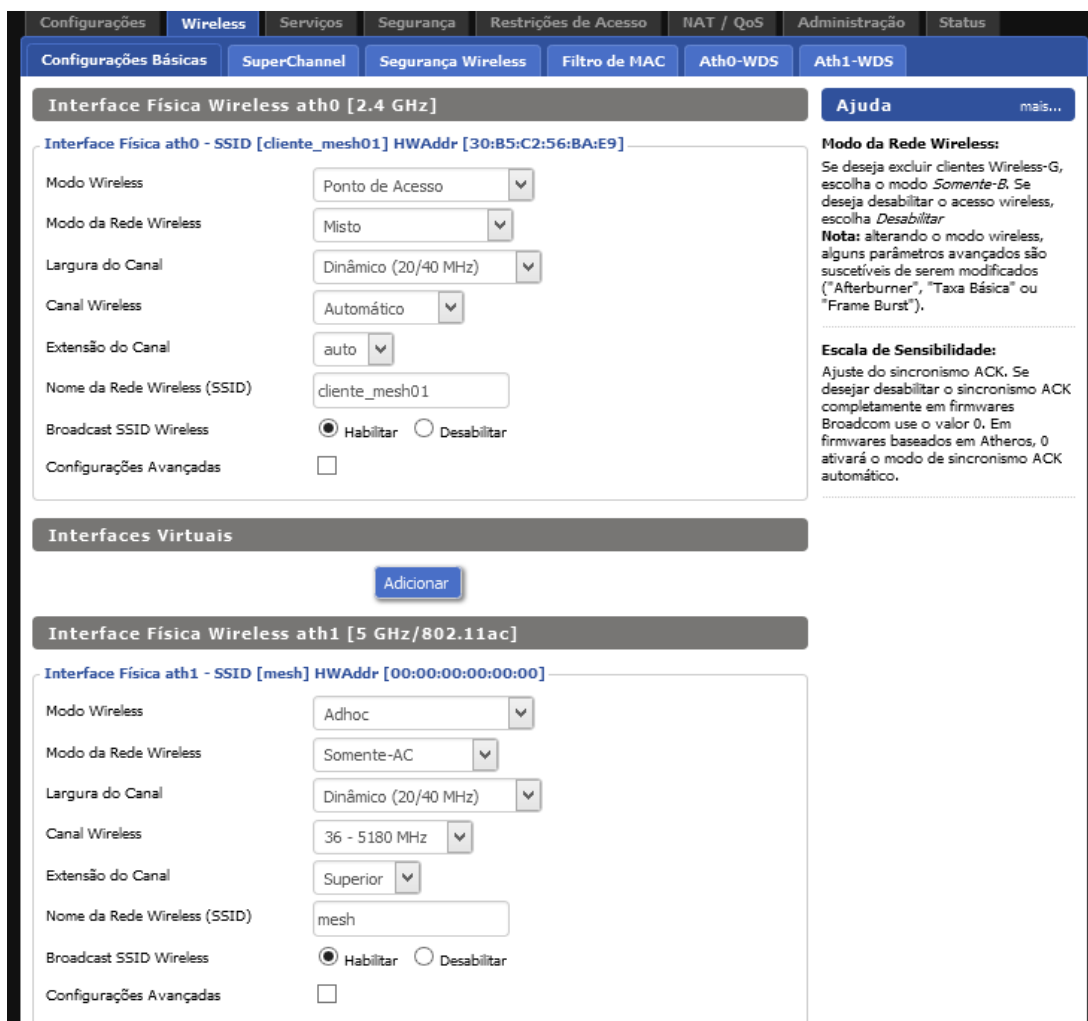 Configurações Wireless Serviços Segurança Restrições de Acesso NAT / QoS Administração Status
Configurações Básicas SuperChannel Segurança Wireless Filtro de MAC Ath0-WDS Ath1-WDS
Interface Física Wireless ath0 [2.4 GHz]
Interface Física ath0 - SSID [cliente_mesh01] HWAddr [30:B5:C2:56:BA:E9]
Modo Wireless Ponto de Acesso
Modo da Rede Wireless Misto
Largura do Canal Dinâmico (20/40 MHz)
Canal Wireless Automático
Extensão do Canal auto
Nome da Rede Wireless (SSID) cliente_mesh01
Broadcast SSID Wireless Habilitar Desabilitar
Configurações Avançadas
Interfaces Virtuais
Adicionar
Interface Física Wireless ath1 [5 GHz/802.11ac]
Interface Física ath1 - SSID [mesh] HWAddr [00:00:00:00:00:00]
Modo Wireless Adhoc
Modo da Rede Wireless Somente-AC
Largura do Canal Dinâmico (20/40 MHz)
Canal Wireless 36 - 5180 MHz
Extensão do Canal Superior
Nome da Rede Wireless (SSID) mesh
Broadcast SSID Wireless Habilitar Desabilitar
Configurações Avançadas
Ajuda mais...
Modo da Rede Wireless:
Se deseja excluir clientes Wireless-G,
escolha o modo Somente-B. Se
deseja desabilitar o acesso wireless,
escolha Desabilitar
Nota: alterando o modo wireless,
alguns parâmetros avançados são
suscetíveis de serem modificados
("Afterburner", "Taxa Básica" ou
"Frame Burst").
Escala de Sensibilidade:
Ajuste do sincronismo ACK. Se
desejar desabilitar o sincronismo ACK
completamente em firmwares
Broadcom use o valor 0. Em
firmwares baseados em Atheros, 0
ativará o modo de sincronismo ACK
automático.